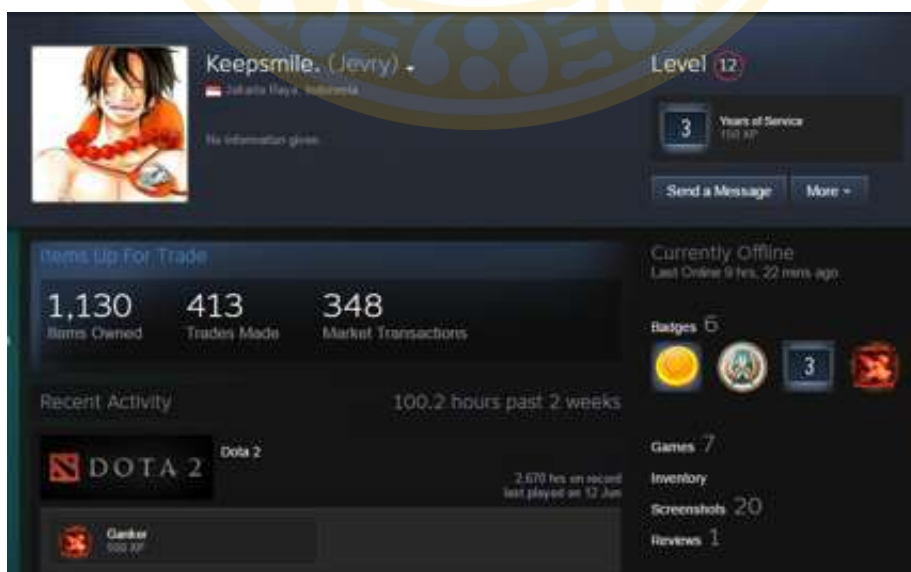 Keepsmile. (Jevry)
Jakarta Raya, Indonesia
No information given.
Level 12
3
Years of Service
150 XP
Send a Message
More
Items Up For Trade
1,130
Items Owned
413
Trades Made
348
Market Transactions
Currently Offline
Last Online 9 hrs, 22 mins ago
Badges 6
3
Recent Activity
100.2 hours past 2 weeks
DOTA 2
Dota 2
2,670 hrs on record
last played on 12 Jun
Ganker
500 XP
Games 7
Inventory
Screenshots 20
Reviews 1